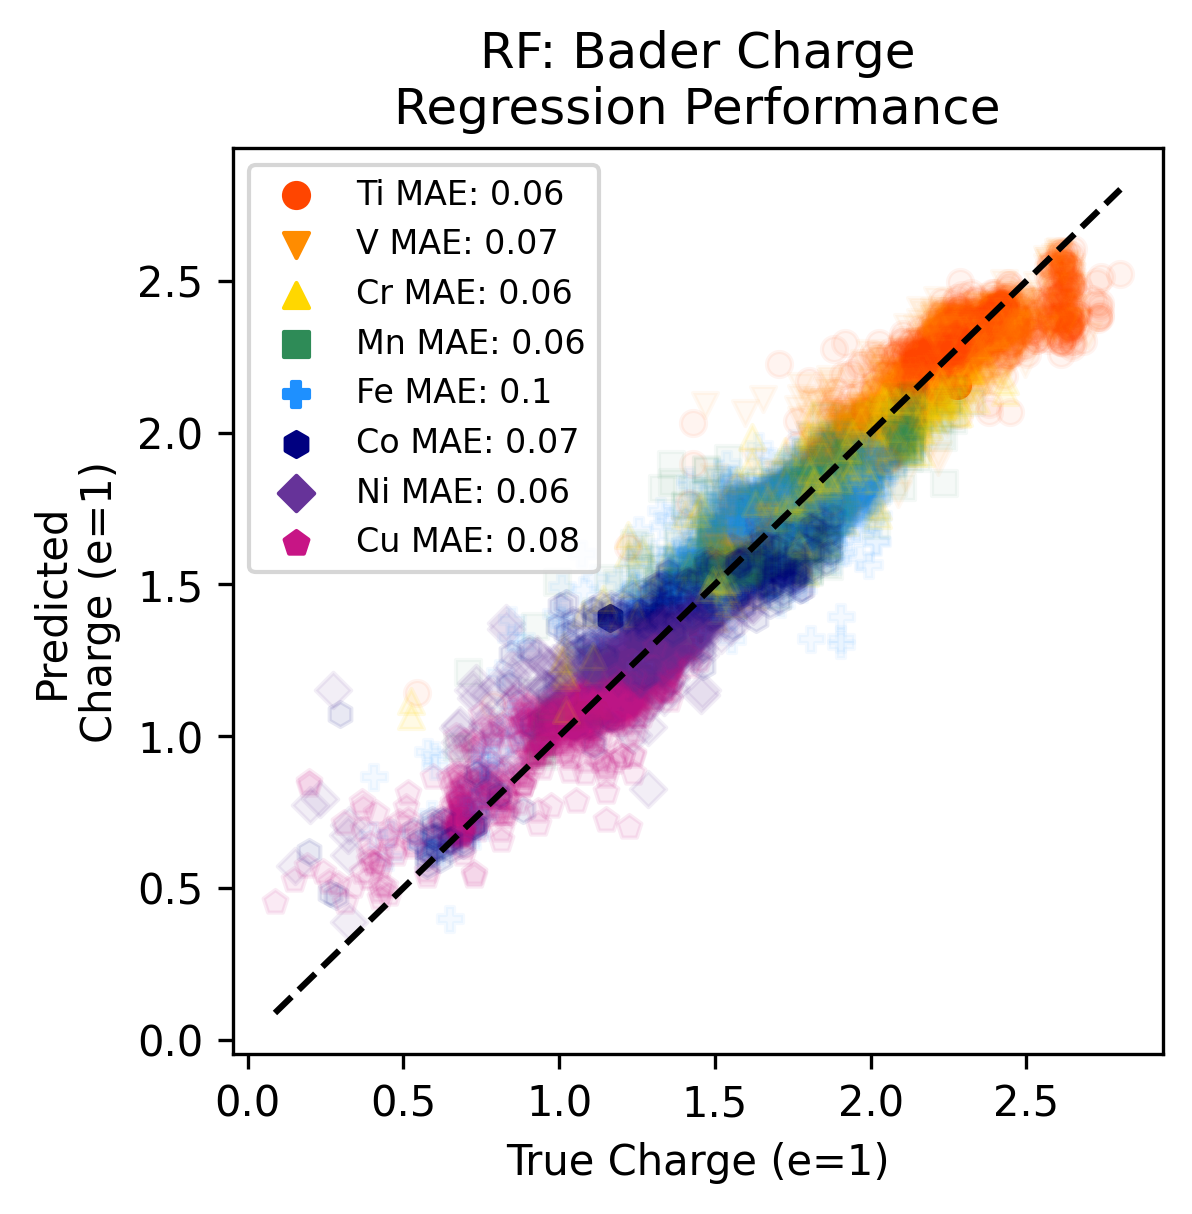 RF: Bader Charge
Regression Performance
Ti MAE: 0.06
V MAE: 0.07
Cr MAE: 0.06
Mn MAE: 0.06
Fe MAE: 0.1
Co MAE: 0.07
Ni MAE: 0.06
Cu MAE: 0.08
Predicted
Charge (e=1)
2.5
2.0
1.5
1.0
0.5
0.0
0.0 0.5 1.0 1.5 2.0 2.5
True Charge (e=1)